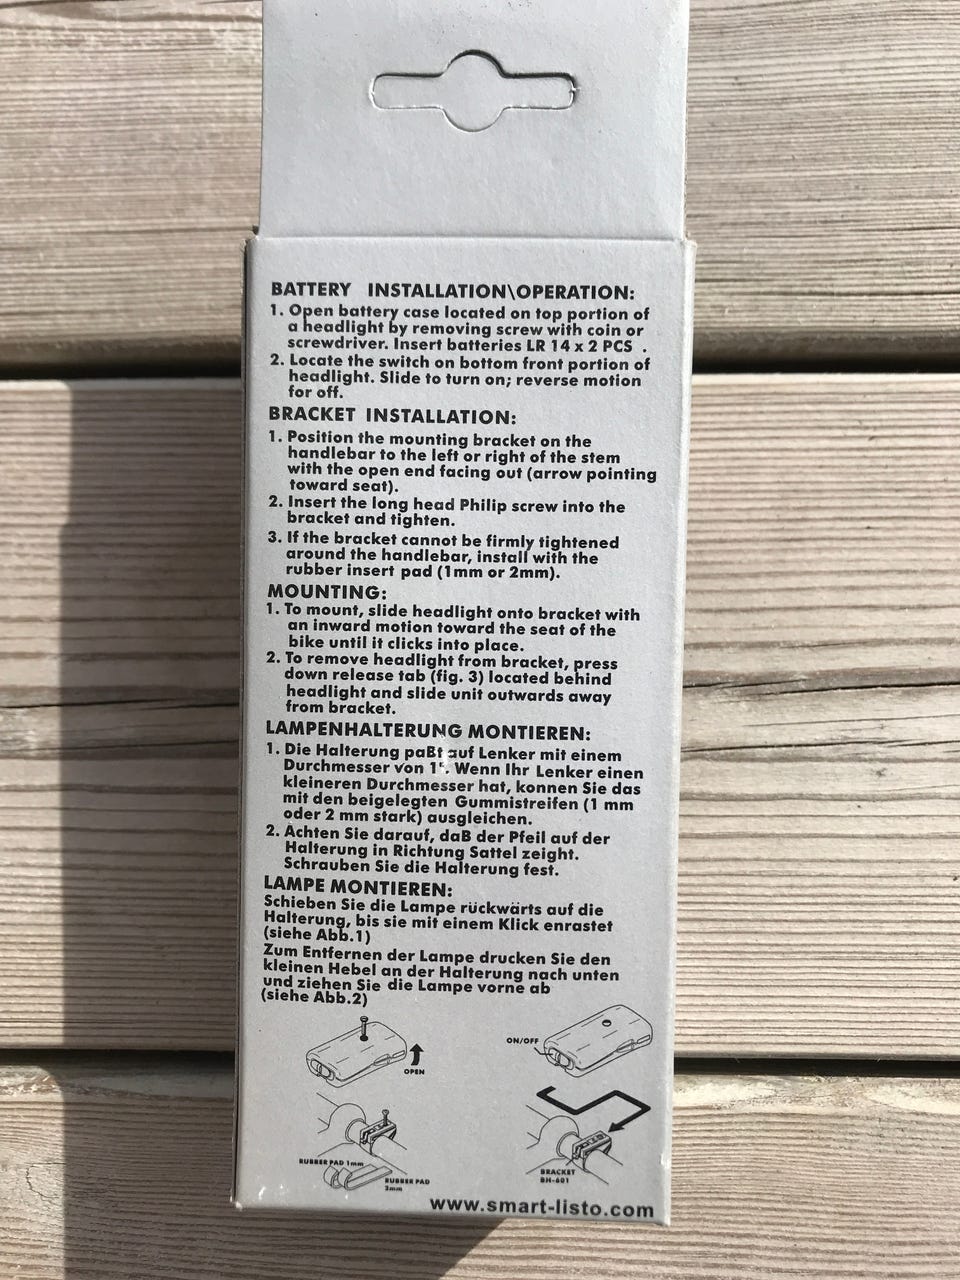 BATTERY INSTALLATION\OPERATION:
1. Open battery case located on top portion of
a headlight by removing screw with coin or
screwdriver. Insert batteries LR 14 x 2 PCS .
2. Locate the switch on bottom front portion of
headlight. Slide to turn on; reverse motion
for off.
BRACKET INSTALLATION:
1. Position the mounting bracket on the
handlebar to the left or right of the stem
with the open end facing out (arrow pointing
toward seat).
2. Insert the long head Philip screw into the
bracket and tighten.
3. If the bracket cannot be firmly tightened
around the handlebar, install with the
rubber insert pad (1mm or 2mm).
MOUNTING:
1. To mount, slide headlight onto bracket with
an inward motion toward the seat of the
bike until it clicks into place.
2. To remove headlight from bracket, press
down release tab (fig. 3) located behind
headlight and slide unit outwards away
from bracket.
LAMPENHALTERUNG MONTIEREN:
1. Die Halterung paBt auf Lenker mit einem
Durchmesser von 1". Wenn Ihr Lenker einen
kleineren Durchmesser hat, konnen Sie das
mit den beigelegten Gummistreifen (1 mm
oder 2 mm stark) ausgleichen.
2. Achten Sie darauf, daB der Pfeil auf der
Halterung in Richtung Sattel zeight.
Schrauben Sie die Halterung fest.
LAMPE MONTIEREN:
Schieben Sie die Lampe rückwärts auf die
Halterung, bis sie mit einem Klick enrastet
(siehe Abb.1)
Zum Entfernen der Lampe drucken Sie den
kleinen Hebel an der Halterung nach unten
und ziehen Sie die Lampe vorne ab
(siehe Abb.2)
OPEN
ON/OFF
RUBBER PAD 1mm
RUBBER PAD
2mm
BRACKET
BH-601
www.smart-listo.com